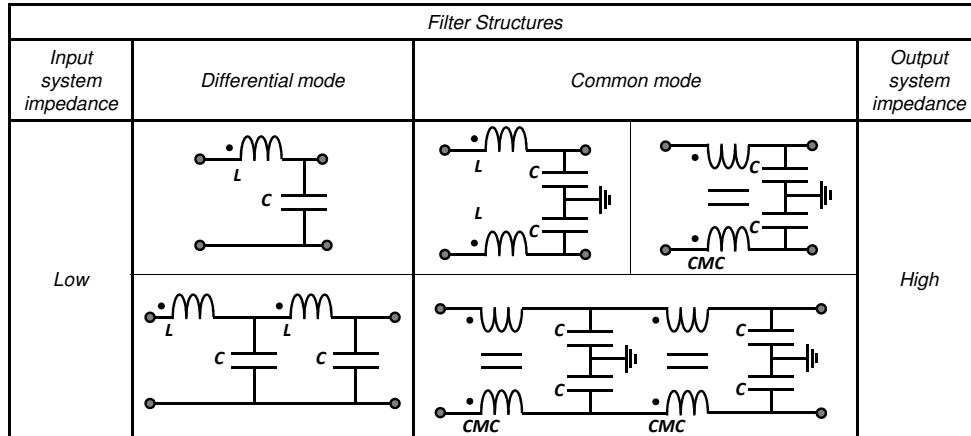 Filter Structures
Input
system
impedance
Differential mode
Common mode
Output
system
impedance
Low
L
C
L
C
L
C
C
C
CMC
L
L
C
C
C
C
C
C
CMC
CMC
High